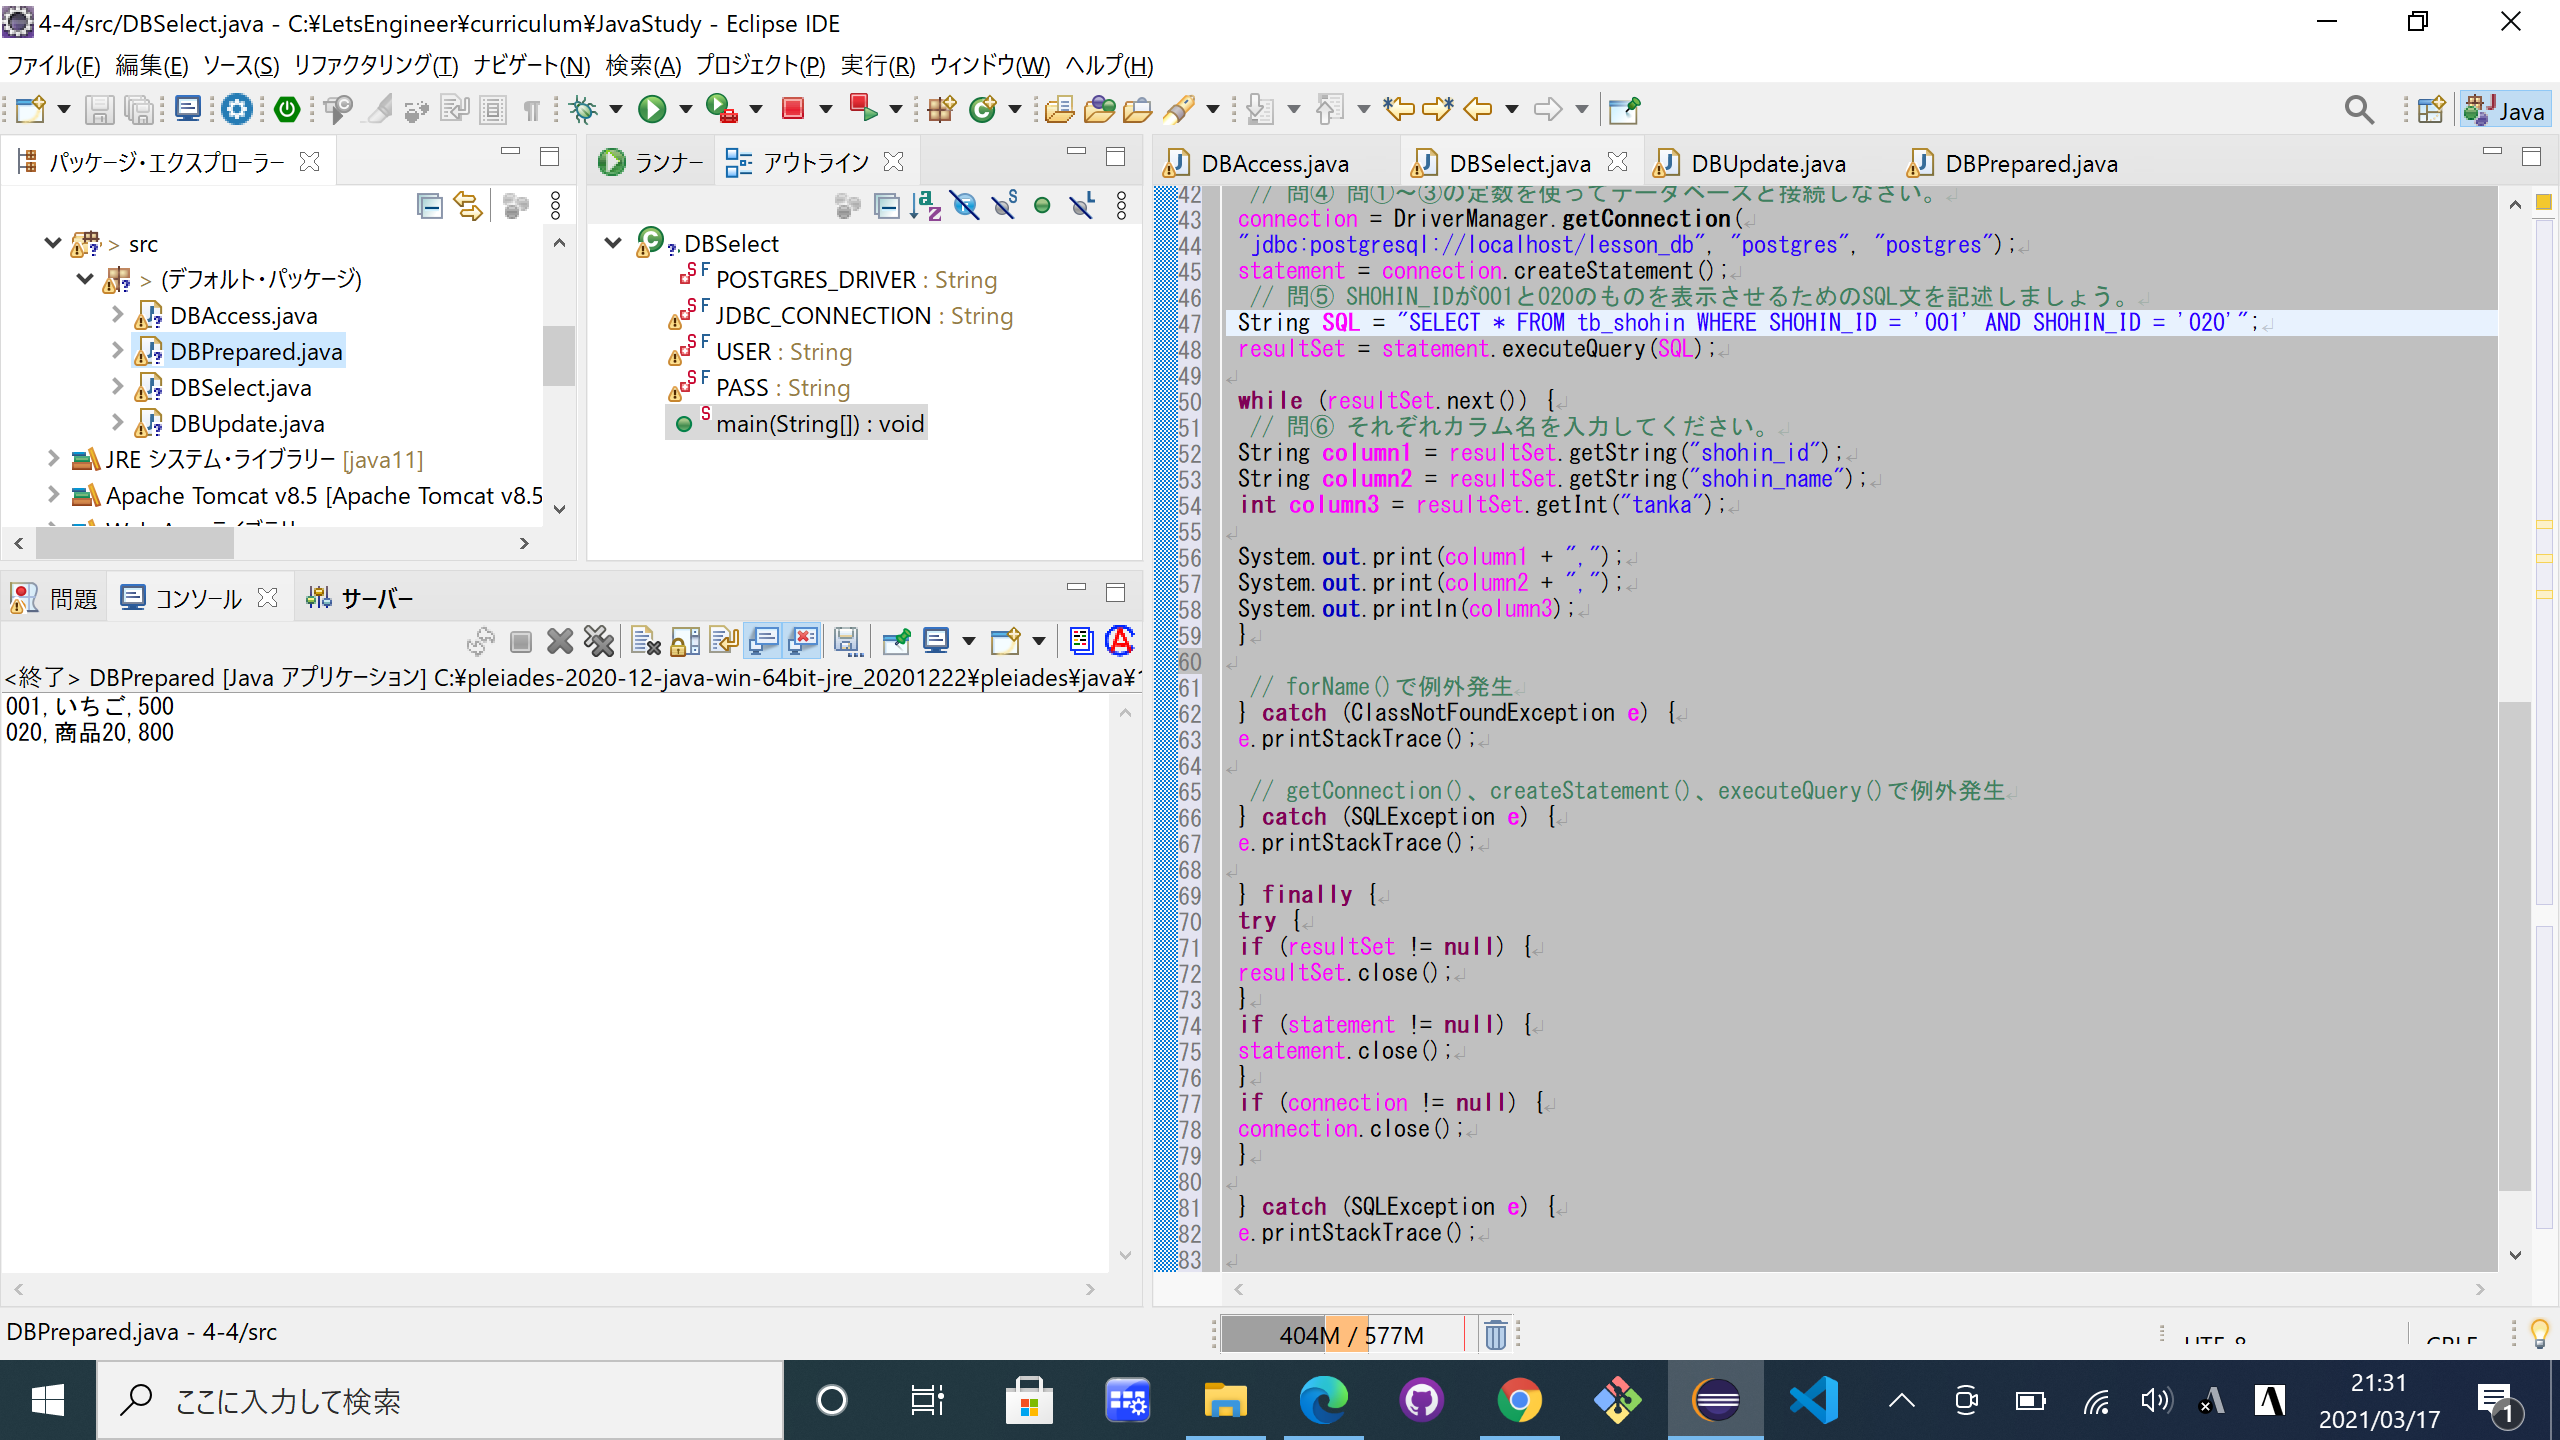 4-4/src/DBSelect.java - C:¥LetsEngineer¥curriculum¥JavaStudy - Eclipse IDE
ファイル(F) 編集(E) ソース(S) リファクタリング(T) ナビゲート(N) 検索(A) プロジェクト(P) 実行(R) ウィンドウ(W) ヘルプ(H)
Java
パッケージ・エクスプローラー
> src
> (デフォルト・パッケージ)
DBAccess.java
DBPrepared.java
DBSelect.java
DBUpdate.java
JRE システム・ライブラリー [java11]
Apache Tomcat v8.5 [Apache Tomcat v8.5
ランナー アウトライン
DBSelect
POSTGRES_DRIVER : String
JDBC_CONNECTION : String
USER : String
PASS : String
main(String[]) : void
問題 コンソール サーバー
<終了> DBPrepared [Java アプリケーション] C:¥pleiades-2020-12-java-win-64bit-jre_20201222¥pleiades¥java¥
001,いちご,500
020,商品20,800
DBAccess.java DBSelect.java DBUpdate.java DBPrepared.java
42 // 問④ 問①～③の定数を使ってデータベースと接続しなさい。
43 connection = DriverManager.getConnection(
44 "jdbc:postgresql://localhost/lesson_db", "postgres", "postgres");
45 statement = connection.createStatement();
46 // 問⑤ SHOHIN_IDが001と020のものを表示させるためのSQL文を記述しましょう。
47 String SQL = "SELECT * FROM tb_shohin WHERE SHOHIN_ID = '001' AND SHOHIN_ID = '020'";
48 resultSet = statement.executeQuery(SQL);
49
50 while (resultSet.next()) {
51 // 問⑥ それぞれカラム名を入力してください。
52 String column1 = resultSet.getString("shohin_id");
53 String column2 = resultSet.getString("shohin_name");
54 int column3 = resultSet.getInt("tanka");
55
56 System.out.print(column1 + ",");
57 System.out.print(column2 + ",");
58 System.out.println(column3);
59 }
60
61 // forName()で例外発生
62 } catch (ClassNotFoundException e) {
63 e.printStackTrace();
64
65 // getConnection()、createStatement()、executeQuery()で例外発生
66 } catch (SQLException e) {
67 e.printStackTrace();
68
69 } finally {
70 try {
71 if (resultSet != null) {
72 resultSet.close();
73 }
74 if (statement != null) {
75 statement.close();
76 }
77 if (connection != null) {
78 connection.close();
79 }
80
81 } catch (SQLException e) {
82 e.printStackTrace();
83
DBPrepared.java - 4-4/src
404M / 577M
ここに入力して検索
21:31
2021/03/17
1